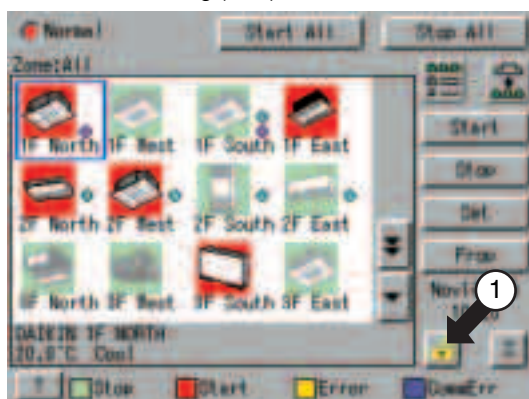 Normal Start All Stop All
Zone:All
Start
1F North 1F West 1F South 1F East
Stop
Set.
2F North 2F West 2F South 2F East
Prop
3F North 3F West 3F South 3F East
1
DAIKIN 1F NORTH
20.0°C Cool
Stop Start Error CommErr